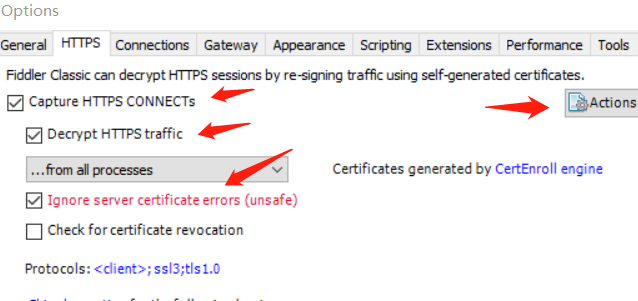 Options
General HTTPS Connections Gateway Appearance Scripting Extensions Performance Tools
Fiddler Classic can decrypt HTTPS sessions by re-signing traffic using self-generated certificates.
Capture HTTPS CONNECTs Actions
Decrypt HTTPS traffic
...from all processes Certificates generated by CertEnroll engine
Ignore server certificate errors (unsafe)
Check for certificate revocation
Protocols: <client>;ssl3;tls1.0